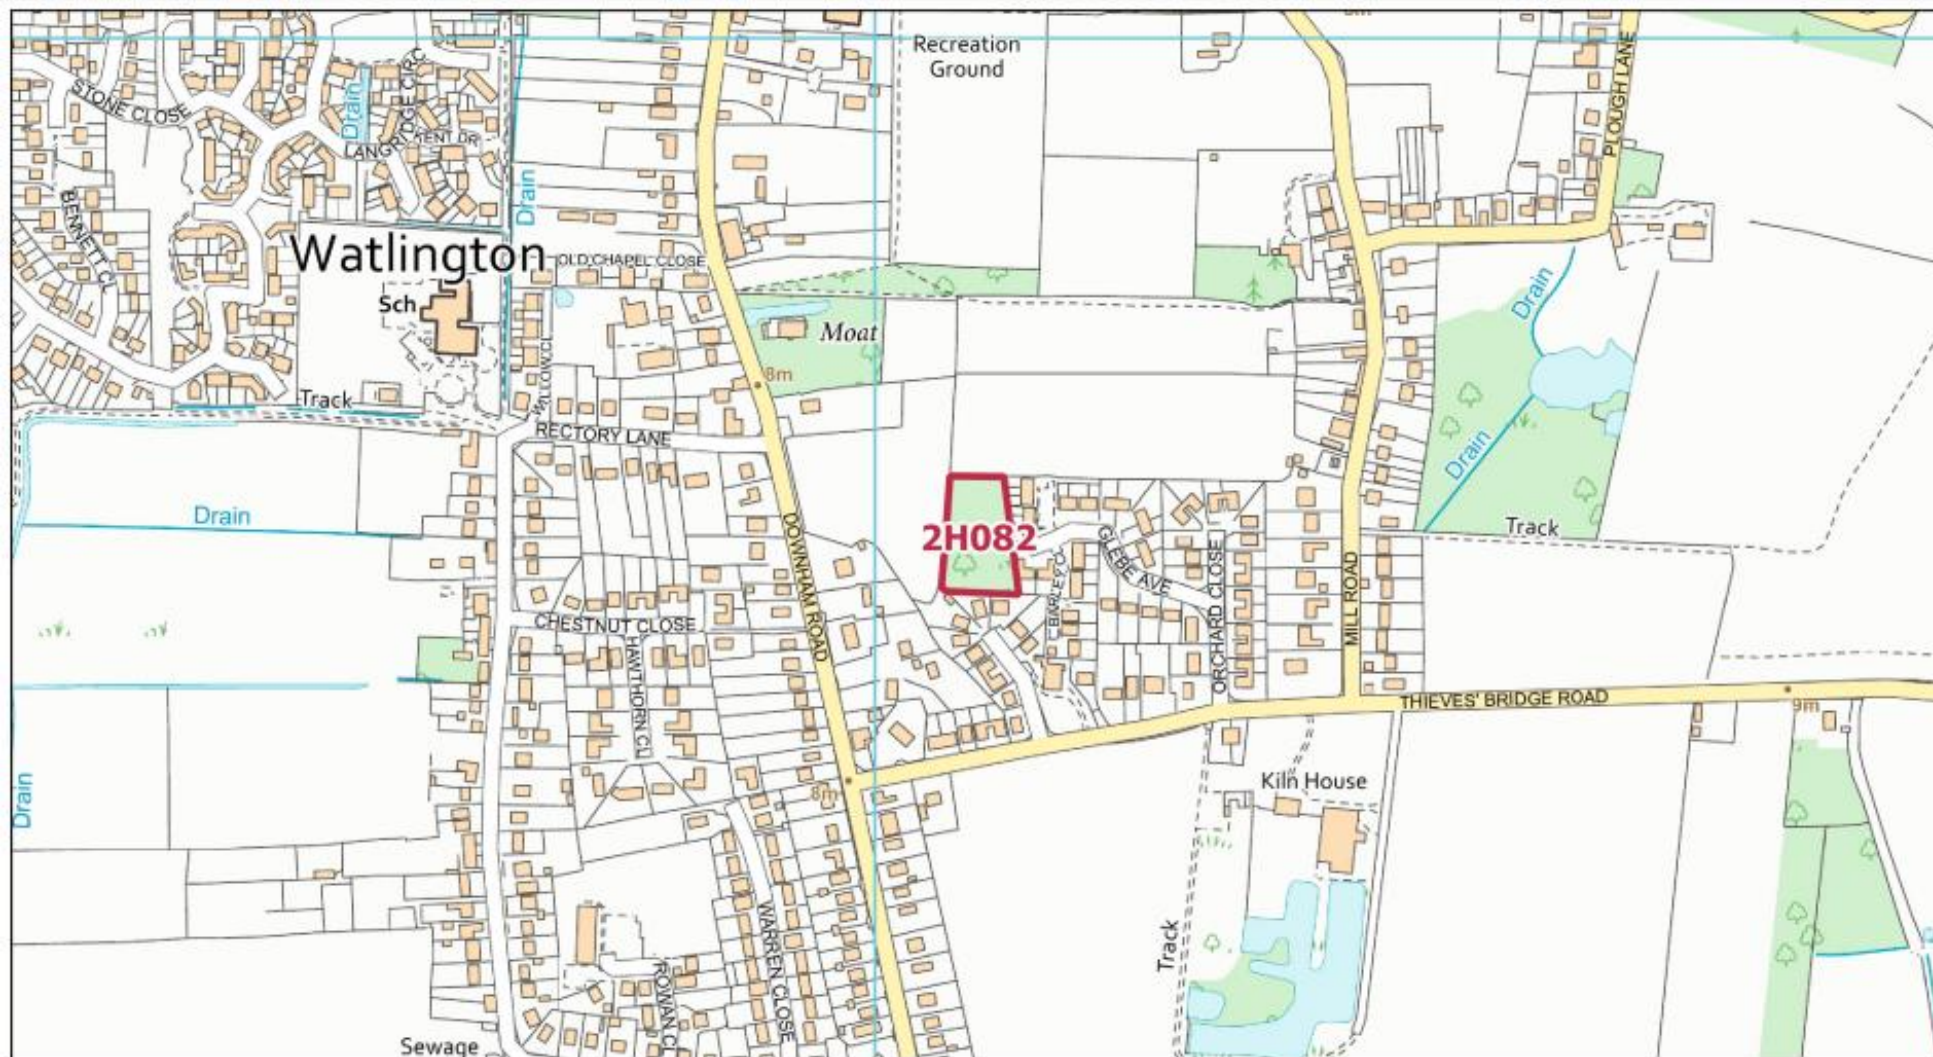 8m
Recreation
Ground
PLOUGH LANE
STONE CLOSE
Drain
LANGRIDGE CIRC
KENT DR
BENNETT CL
Drain
Watlington
OLD CHAPEL CLOSE
Sch
Moat
Drain
8m
WILLOW CL
Track
RECTORY LANE
Drain
Drain
Track
2H082
DOWNHAM ROAD
GLEBE AVE
BARLEY CL
ORCHARD CLOSE
MILL ROAD
CHESTNUT CLOSE
HAWTHORN CL
THIEVES' BRIDGE ROAD
9m
Drain
8m
Kiln House
WARREN CLOSE
Track
ROWAN CL
Sewage